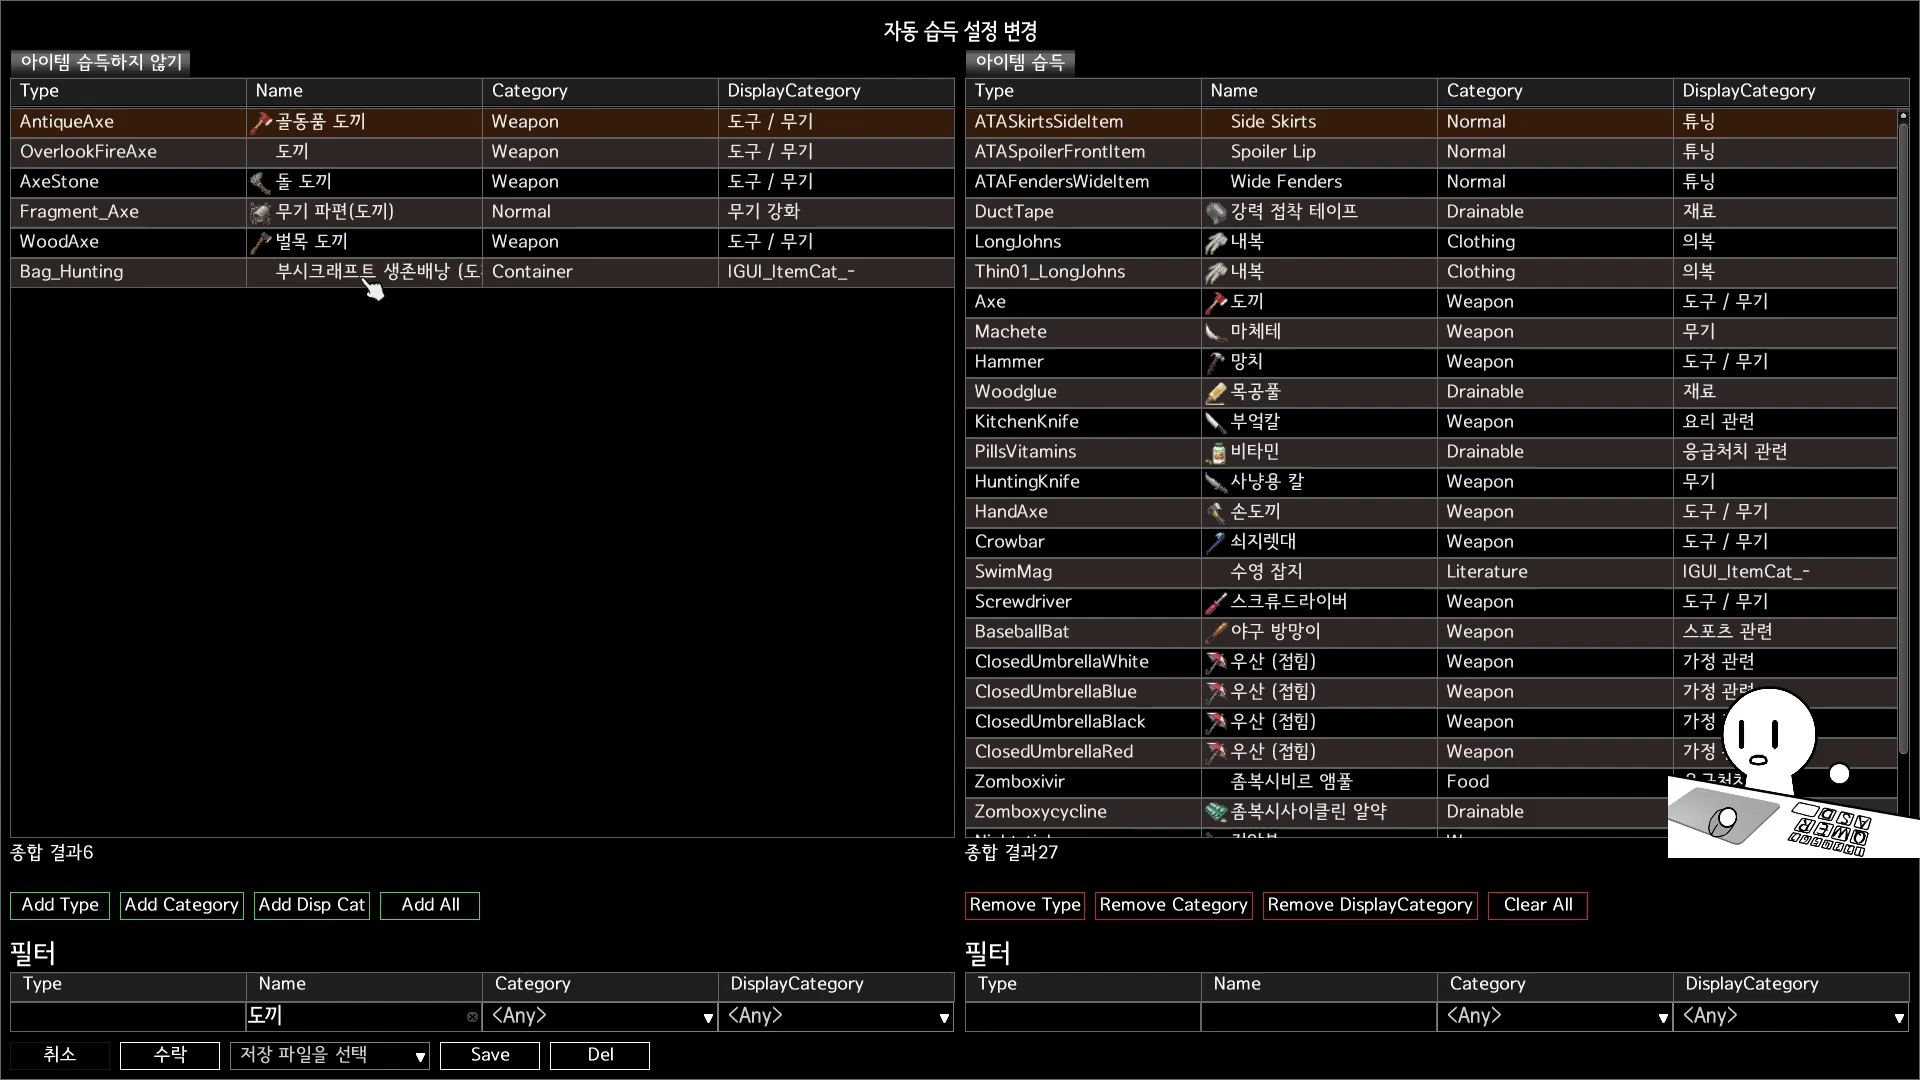 자동 습득 설정 변경
아이템 습득하지 않기
Type Name Category DisplayCategory
AntiqueAxe 골동품 도끼 Weapon 도구 / 무기
OverlookFireAxe 도끼 Weapon 도구 / 무기
AxeStone 돌 도끼 Weapon 도구 / 무기
Fragment_Axe 무기 파편(도끼) Normal 무기 강화
WoodAxe 벌목 도끼 Weapon 도구 / 무기
Bag_Hunting 부시크래프트 생존배낭 (도 Container IGUI_ItemCat_-
종합 결과6
Add Type Add Category Add Disp Cat Add All
필터
Type Name Category DisplayCategory
도끼 <Any> <Any>
취소 수락 저장 파일을 선택 Save Del
아이템 습득
Type Name Category DisplayCategory
ATASkirtsSideItem Side Skirts Normal 튜닝
ATASpoilerFrontItem Spoiler Lip Normal 튜닝
ATAFendersWideItem Wide Fenders Normal 튜닝
DuctTape 강력 접착 테이프 Drainable 재료
LongJohns 내복 Clothing 의복
Thin01_LongJohns 내복 Clothing 의복
Axe 도끼 Weapon 도구 / 무기
Machete 마체테 Weapon 무기
Hammer 망치 Weapon 도구 / 무기
Woodglue 목공풀 Drainable 재료
KitchenKnife 부엌칼 Weapon 요리 관련
PillsVitamins 비타민 Drainable 응급처치 관련
HuntingKnife 사냥용 칼 Weapon 무기
HandAxe 손도끼 Weapon 도구 / 무기
Crowbar 쇠지렛대 Weapon 도구 / 무기
SwimMag 수영 잡지 Literature IGUI_ItemCat_-
Screwdriver 스크류드라이버 Weapon 도구 / 무기
BaseballBat 야구 방망이 Weapon 스포츠 관련
ClosedUmbrellaWhite 우산 (접힘) Weapon 가정 관련
ClosedUmbrellaBlue 우산 (접힘) Weapon 가정 관련
ClosedUmbrellaBlack 우산 (접힘) Weapon 가정
ClosedUmbrellaRed 우산 (접힘) Weapon 가정
Zomboxivir 좀복시비르 앰풀 Food
Zomboxycycline 좀복시사이클린 알약 Drainable
종합 결과27
Remove Type Remove Category Remove DisplayCategory Clear All
필터
Type Name Category DisplayCategory
<Any> <Any>